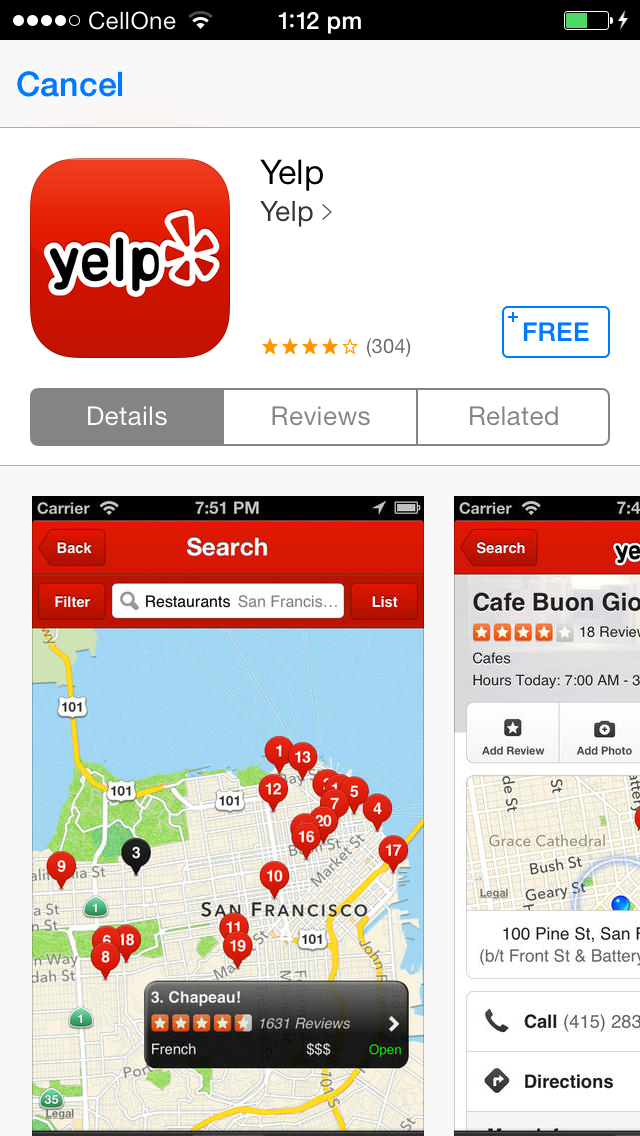 CellOne 1:12 pm
Cancel
yelp
Yelp
Yelp >
(304)
+ FREE
Details Reviews Related
Carrier 7:51 PM
Back Search
Filter Restaurants San Francis... List
101
101
101
1 13
12 5
7 4
20
16
3 17
9
10
1
SAN FRANCISCO
11
6 18 19 101
8
Market St
3. Chapeau!
1631 Reviews
French $$$ Open
1
35
Legal
Carrier 7:4
Search ye
Cafe Buon Gio
18 Review
Cafes
Hours Today: 7:00 AM - 3
Add Review Add Photo
Grace Cathedral
Bush St
Geary St
Legal
100 Pine St, San F
(b/t Front St & Battery
Call (415) 283
Directions